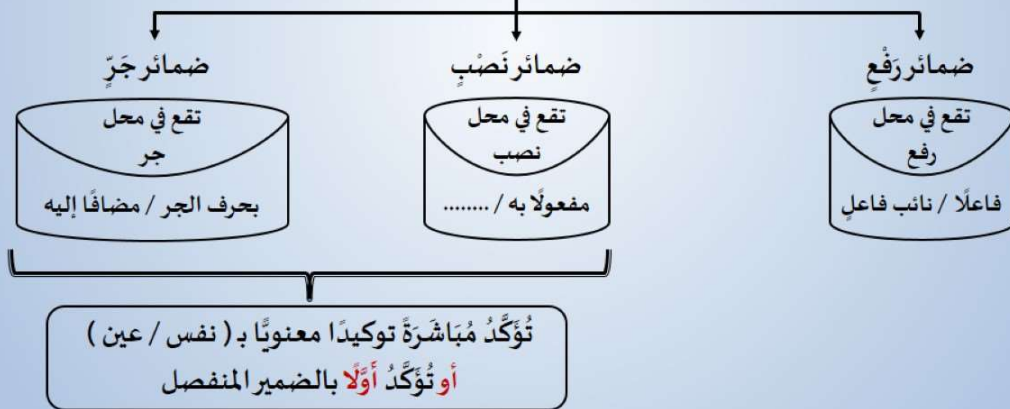 ضمائر رَفْعٍ
تقع في محل
رفع
فاعلًا / نائب فاعلٍ
ضمائر نَصْبٍ
تقع في محل
نصب
مفعولًا به / ........
ضمائر جَرّ
تقع في محل
جر
بحرف الجر / مضافًا إليه
تُؤَكَّدُ مُبَاشَرَةً توكيدًا معنويًّا بـ ( نفس / عين )
أو تُؤَكَّدُ أَوَّلًا بالضمير المنفصل